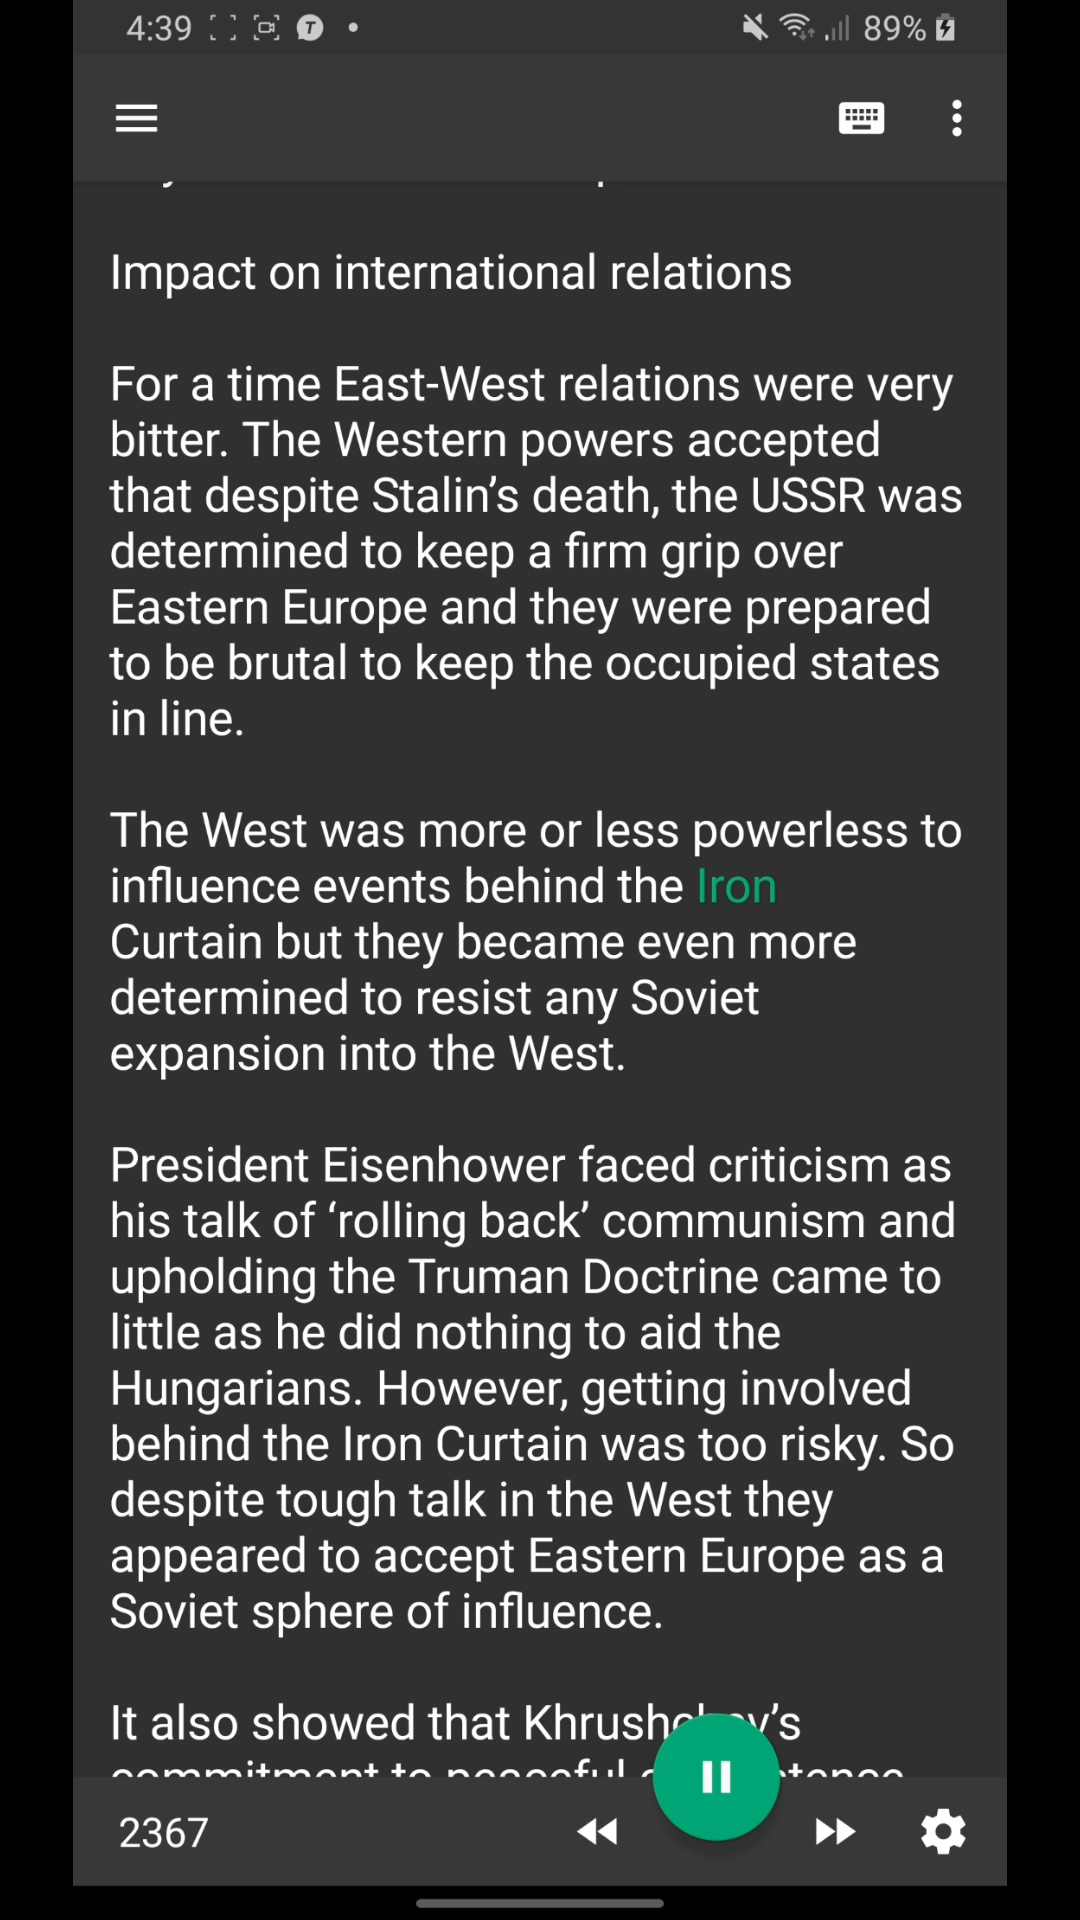 4:39
89%
Impact on international relations
For a time East-West relations were very
bitter. The Western powers accepted
that despite Stalin’s death, the USSR was
determined to keep a firm grip over
Eastern Europe and they were prepared
to be brutal to keep the occupied states
in line.
The West was more or less powerless to
influence events behind the Iron
Curtain but they became even more
determined to resist any Soviet
expansion into the West.
President Eisenhower faced criticism as
his talk of ‘rolling back’ communism and
upholding the Truman Doctrine came to
little as he did nothing to aid the
Hungarians. However, getting involved
behind the Iron Curtain was too risky. So
despite tough talk in the West they
appeared to accept Eastern Europe as a
Soviet sphere of influence.
It also showed that Khrushchev’s
commitment to peaceful
2367